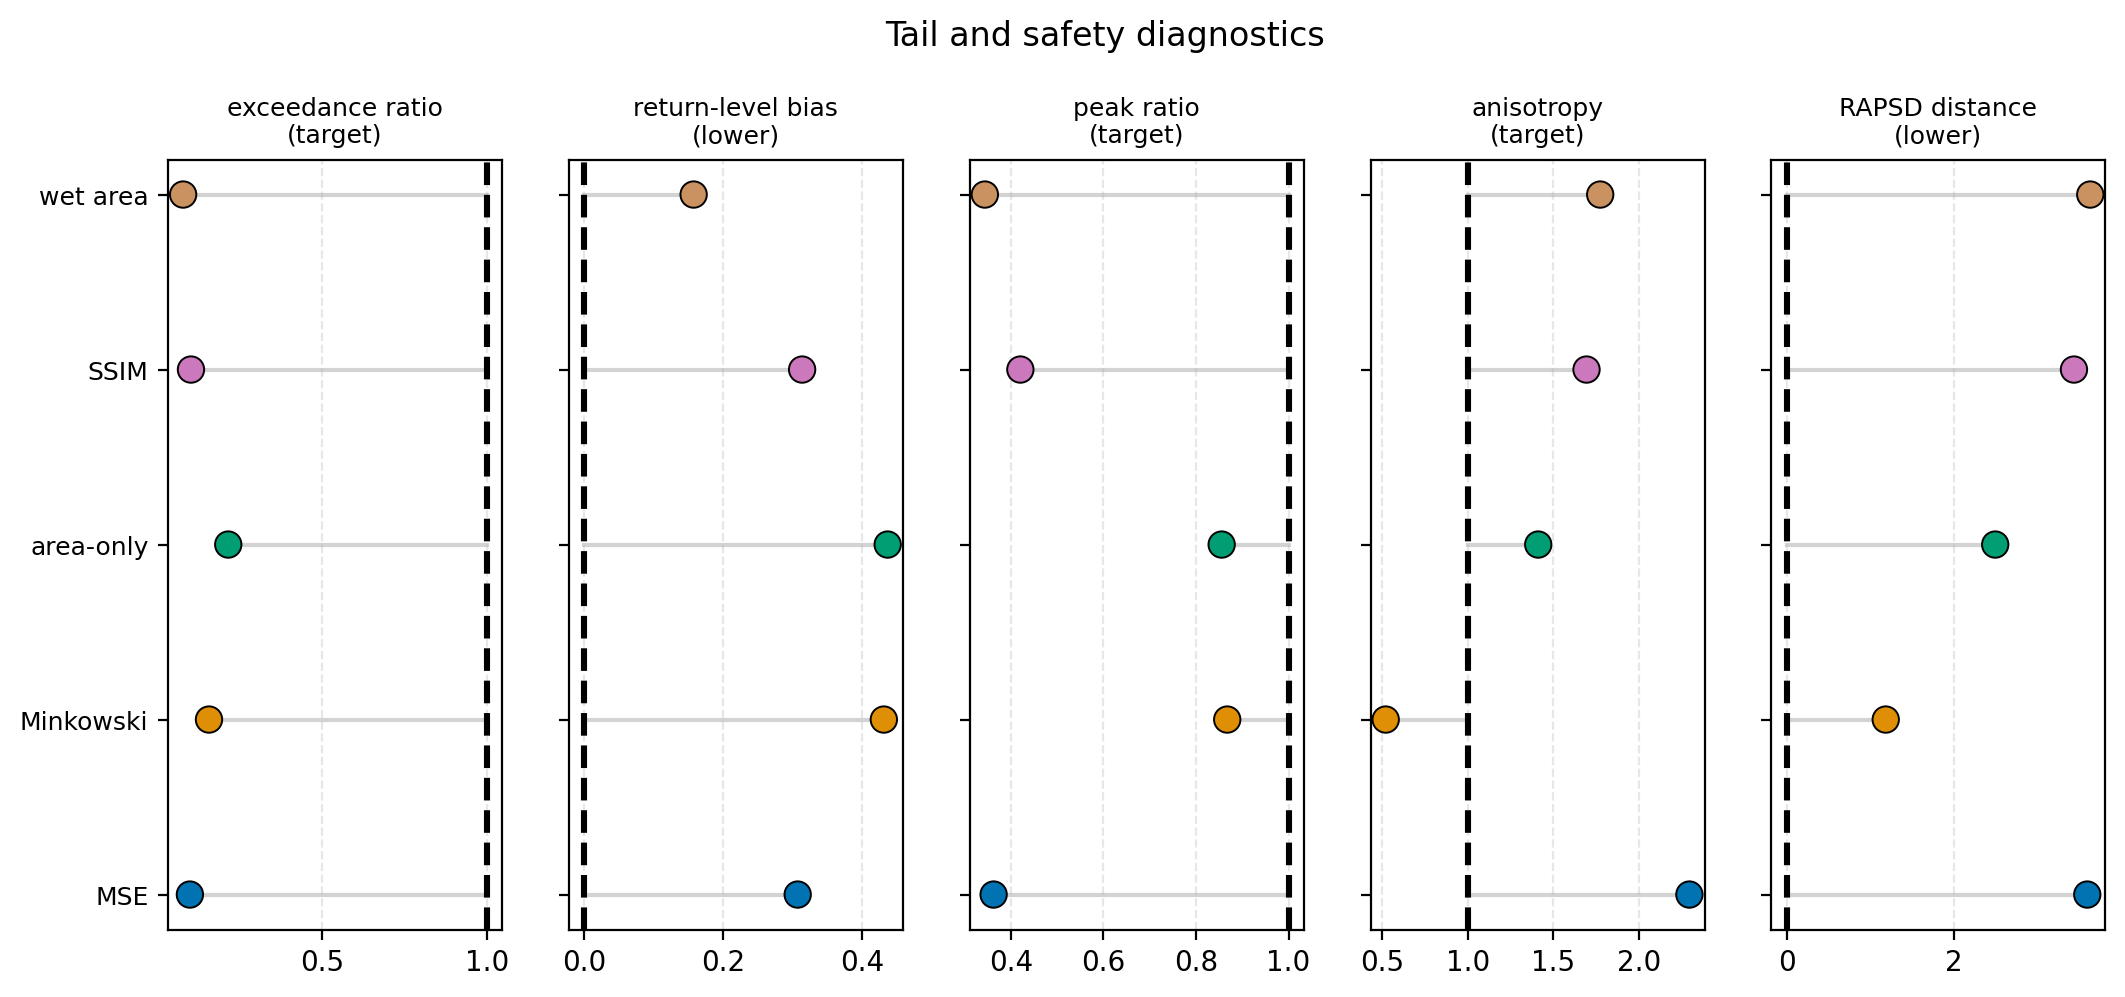 Tail and safety diagnostics
exceedance ratio
(target)
return-level bias
(lower)
peak ratio
(target)
anisotropy
(target)
RAPSD distance
(lower)
wet area
SSIM
area-only
Minkowski
MSE
0.5 1.0
0.0 0.2 0.4
0.4 0.6 0.8 1.0
0.5 1.0 1.5 2.0
0 2